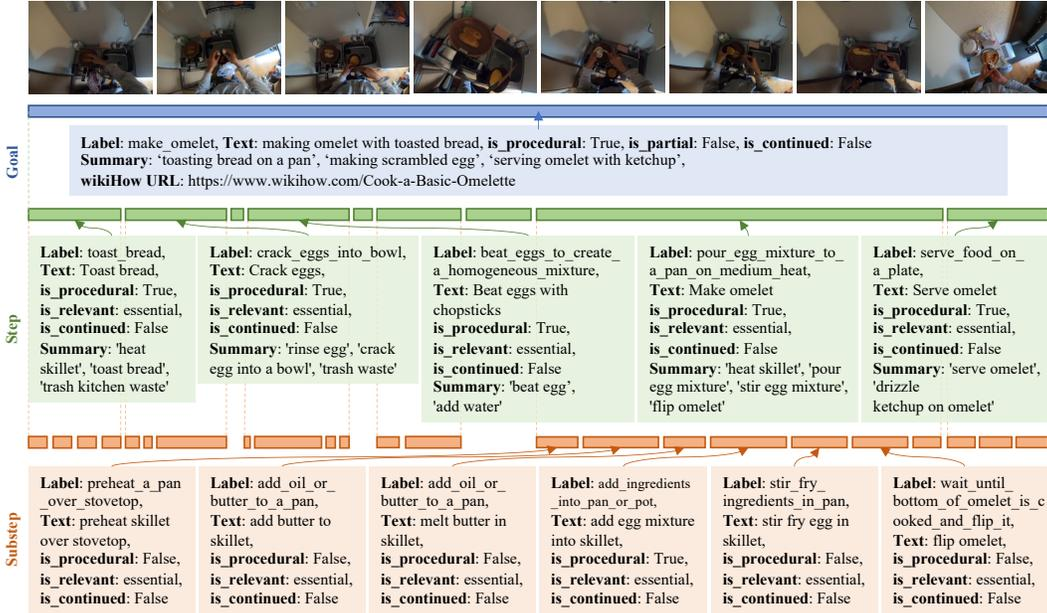 Goal
Label: make_omelet, Text: making omelet with toasted bread, is_procedural: True, is_partial: False, is_continued: False
Summary: ‘toasting bread on a pan’, ‘making scrambled egg’, ‘serving omelet with ketchup’,
wikiHow URL: https://www.wikihow.com/Cook-a-Basic-Omelette
Step
Label: toast_bread,
Text: Toast bread,
is_procedural: True,
is_relevant: essential,
is_continued: False
Summary: 'heat
skillet', 'toast bread',
'trash kitchen waste'
Label: crack_eggs_into_bowl,
Text: Crack eggs,
is_procedural: True,
is_relevant: essential,
is_continued: False
Summary: 'rinse egg', 'crack
egg into a bowl', 'trash waste'
Label: beat_eggs_to_create_
a_homogeneous_mixture,
Text: Beat eggs with
chopsticks
is_procedural: True,
is_relevant: essential,
is_continued: False
Summary: 'beat egg’,
'add water'
Label: pour_egg_mixture_to_
a_pan_on_medium_heat,
Text: Make omelet
is_procedural: True,
is_relevant: essential,
is_continued: False
Summary: 'heat skillet', 'pour
egg mixture', 'stir egg mixture',
'flip omelet'
Label: serve_food_on_
a_plate,
Text: Serve omelet
is_procedural: True,
is_relevant: essential,
is_continued: False
Summary: 'serve omelet',
'drizzle
ketchup on omelet'
Substep
Label: preheat_a_pan
_over_stovetop,
Text: preheat skillet
over stovetop,
is_procedural: False,
is_relevant: essential,
is_continued: False
Label: add_oil_or_
butter_to_a_pan,
Text: add butter to
skillet,
is_procedural: False,
is_relevant: essential,
is_continued: False
Label: add_oil_or_
butter_to_a_pan,
Text: melt butter in
skillet,
is_procedural: False,
is_relevant: essential,
is_continued: False
Label: add_ingredients
_into_pan_or_pot,
Text: add egg mixture
into skillet,
is_procedural: True,
is_relevant: essential,
is_continued: False
Label: stir_fry_
ingredients_in_pan,
Text: stir fry egg in
skillet,
is_procedural: False,
is_relevant: essential,
is_continued: False
Label: wait_until_
bottom_of_omelet_is_c
ooked_and_flip_it,
Text: flip omelet,
is_procedural: False,
is_relevant: essential,
is_continued: False